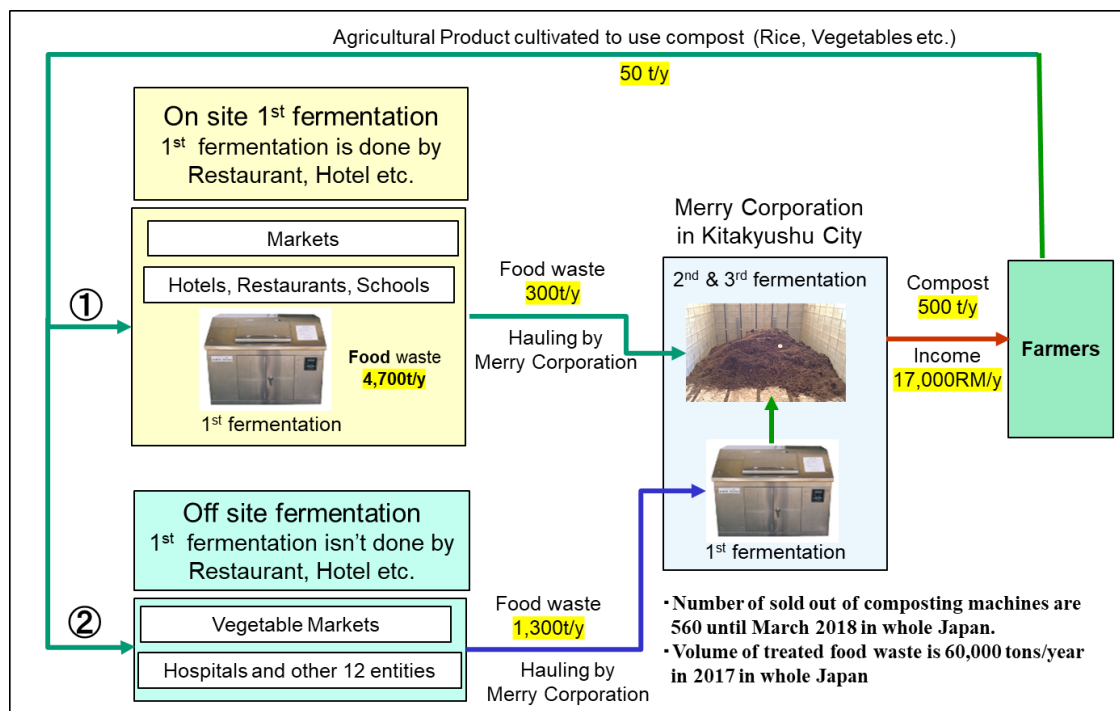 Agricultural Product cultivated to use compost (Rice, Vegetables etc.)
50 t/y
On site 1st fermentation
1st fermentation is done by
Restaurant, Hotel etc.
Markets
Hotels, Restaurants, Schools
①
Food waste
4,700t/y
1st fermentation
Food waste
300t/y
Hauling by
Merry Corporation
Merry Corporation
in Kitakyushu City
2nd & 3rd fermentation
1st fermentation
Compost
500 t/y
Income
17,000RM/y
Farmers
Off site fermentation
1st fermentation isn't done by
Restaurant, Hotel etc.
②
Vegetable Markets
Hospitals and other 12 entities
Food waste
1,300t/y
Hauling by
Merry Corporation
・Number of sold out of composting machines are
560 until March 2018 in whole Japan.
・Volume of treated food waste is 60,000 tons/year
in 2017 in whole Japan